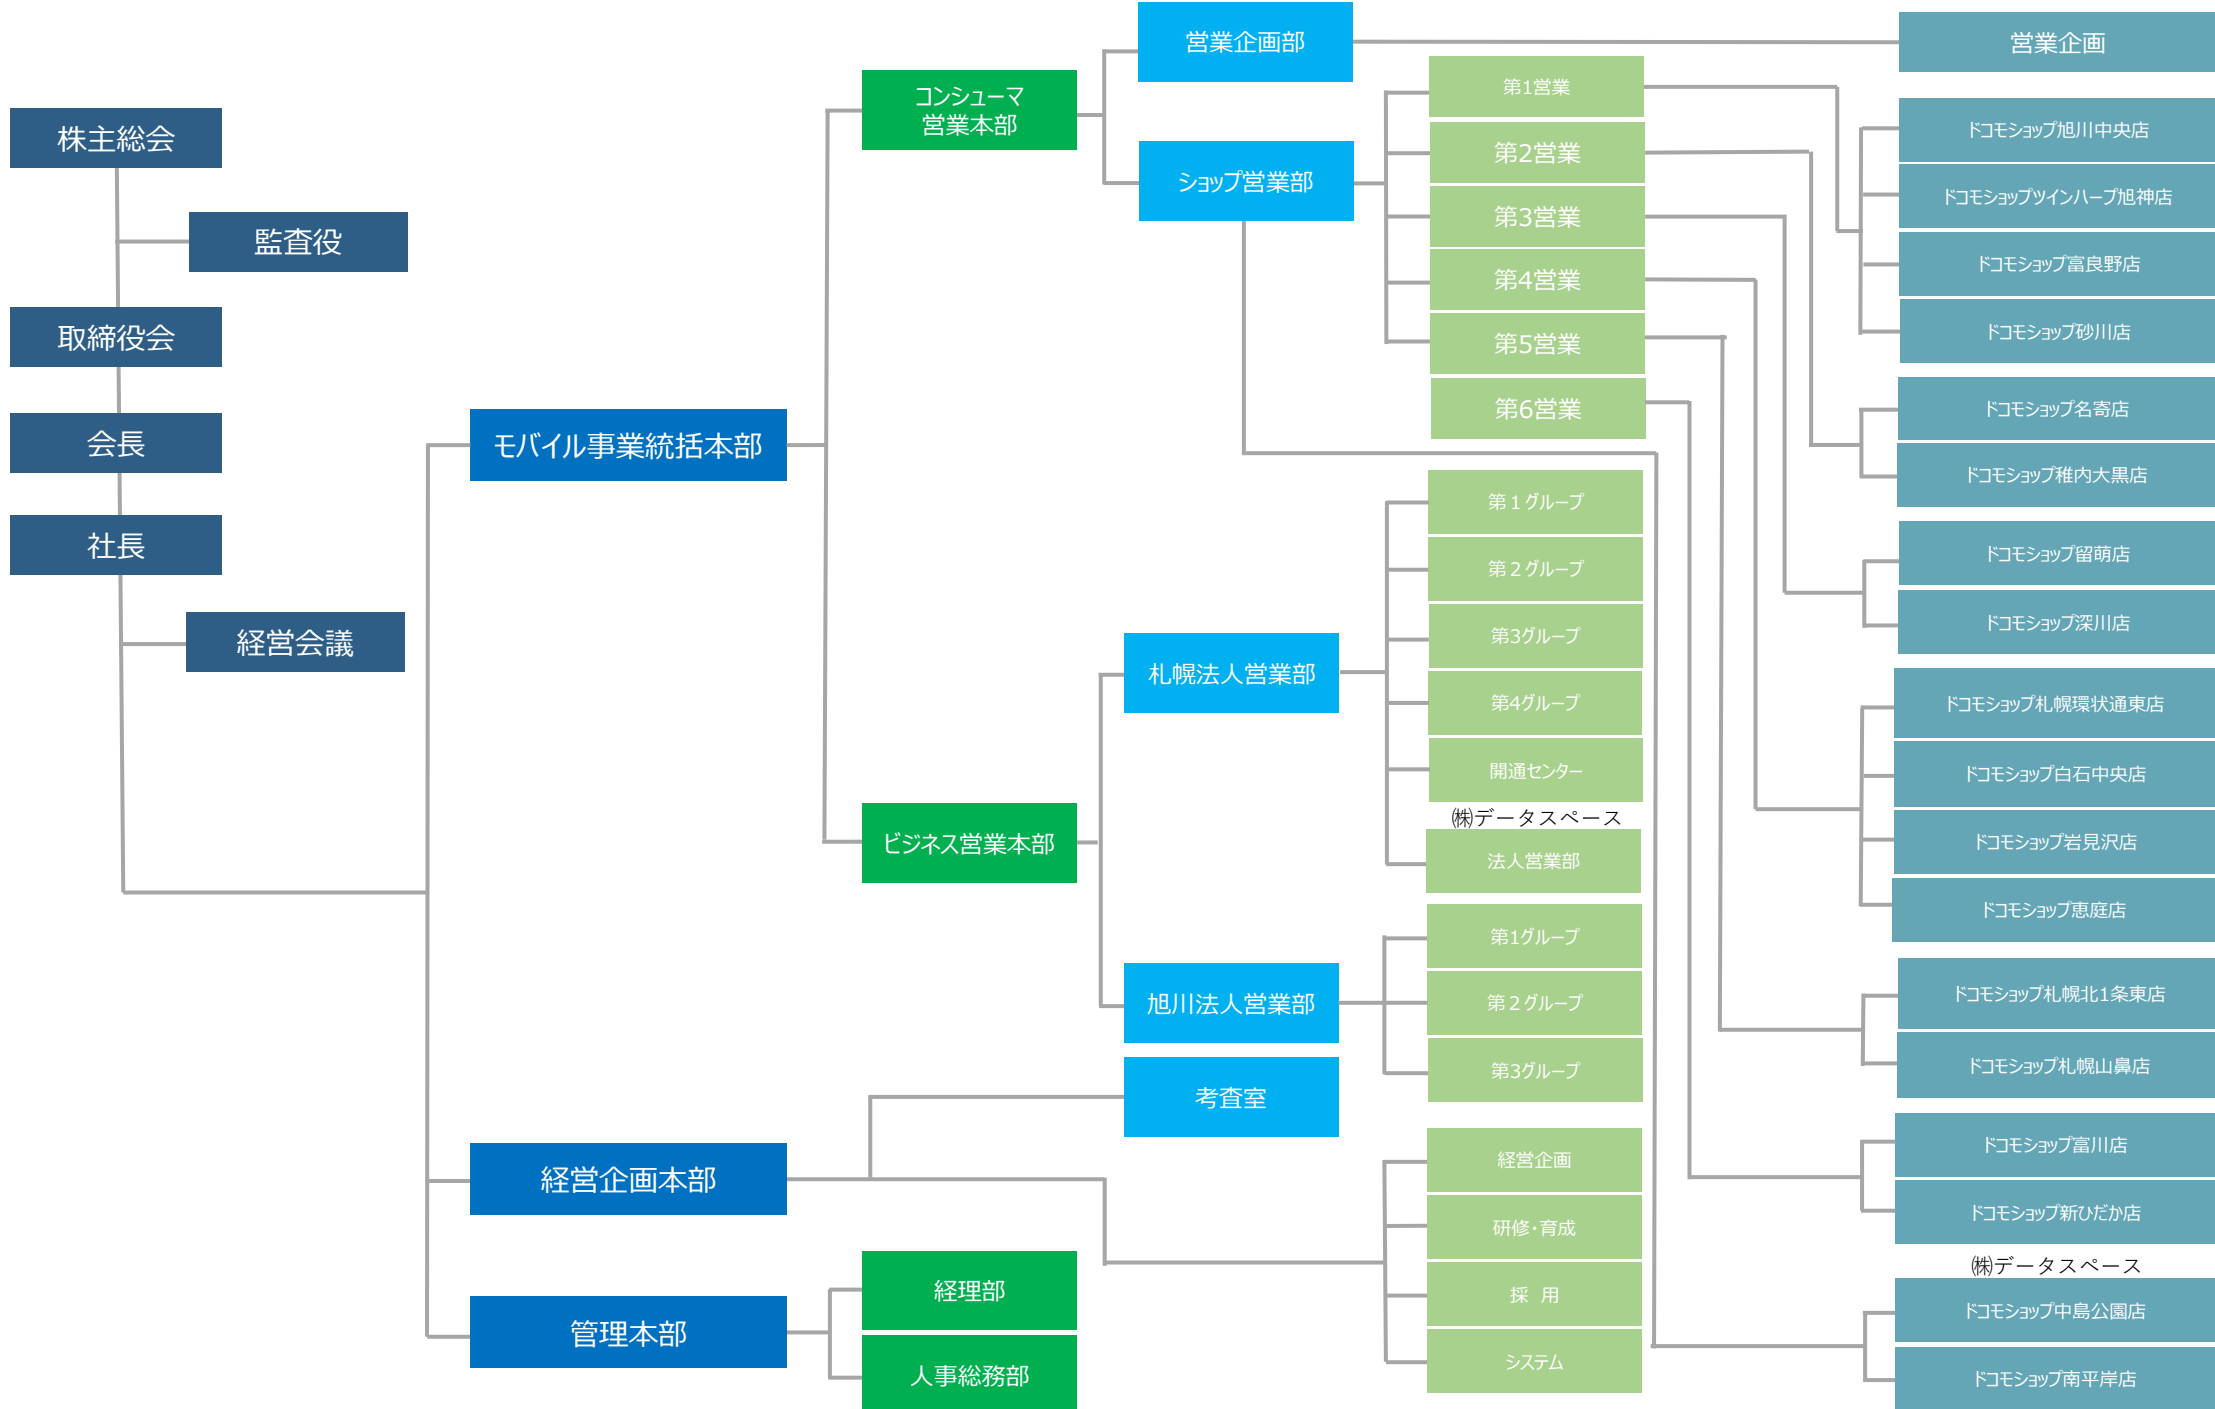 株主総会
監査役
取締役会
会長
社長
経営会議
モバイル事業統括本部
経営企画本部
管理本部
コンシューマ
営業本部
ビジネス営業本部
経理部
人事総務部
営業企画部
ショップ営業部
札幌法人営業部
旭川法人営業部
考査室
第1営業
第2営業
第3営業
第4営業
第5営業
第6営業
第１グループ
第２グループ
第3グループ
第4グループ
開通センター
㈱データスペース
法人営業部
第1グループ
第２グループ
第3グループ
経営企画
研修・育成
採　用
システム
営業企画
ドコモショップ旭川中央店
ドコモショップツインハープ旭神店
ドコモショップ富良野店
ドコモショップ砂川店
ドコモショップ名寄店
ドコモショップ稚内大黒店
ドコモショップ留萌店
ドコモショップ深川店
ドコモショップ札幌環状通東店
ドコモショップ白石中央店
ドコモショップ岩見沢店
ドコモショップ恵庭店
ドコモショップ札幌北1条東店
ドコモショップ札幌山鼻店
ドコモショップ富川店
ドコモショップ新ひだか店
㈱データスペース
ドコモショップ中島公園店
ドコモショップ南平岸店